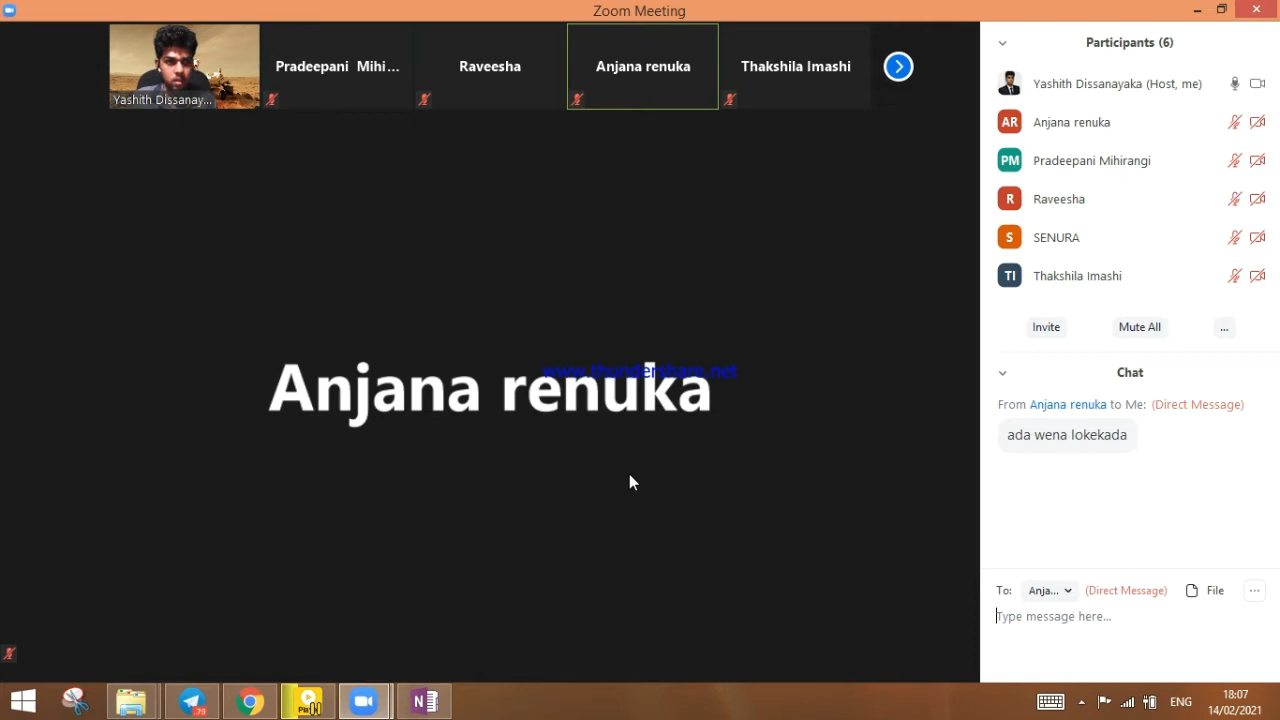 Zoom Meeting
Yashith Dissanay...
Pradeepani Mihi...
Raveesha
Anjana renuka
Thakshila Imashi
Anjana renuka
www.thundershare.net
Participants (6)
Yashith Dissanayaka (Host, me)
AR Anjana renuka
PM Pradeepani Mihirangi
R Raveesha
S SENURA
TI Thakshila Imashi
Invite Mute All ...
Chat
From Anjana renuka to Me: (Direct Message)
ada wena lokekada
To: Anja... (Direct Message) File ...
Type message here...
79
N
ENG
18:07
14/02/2021